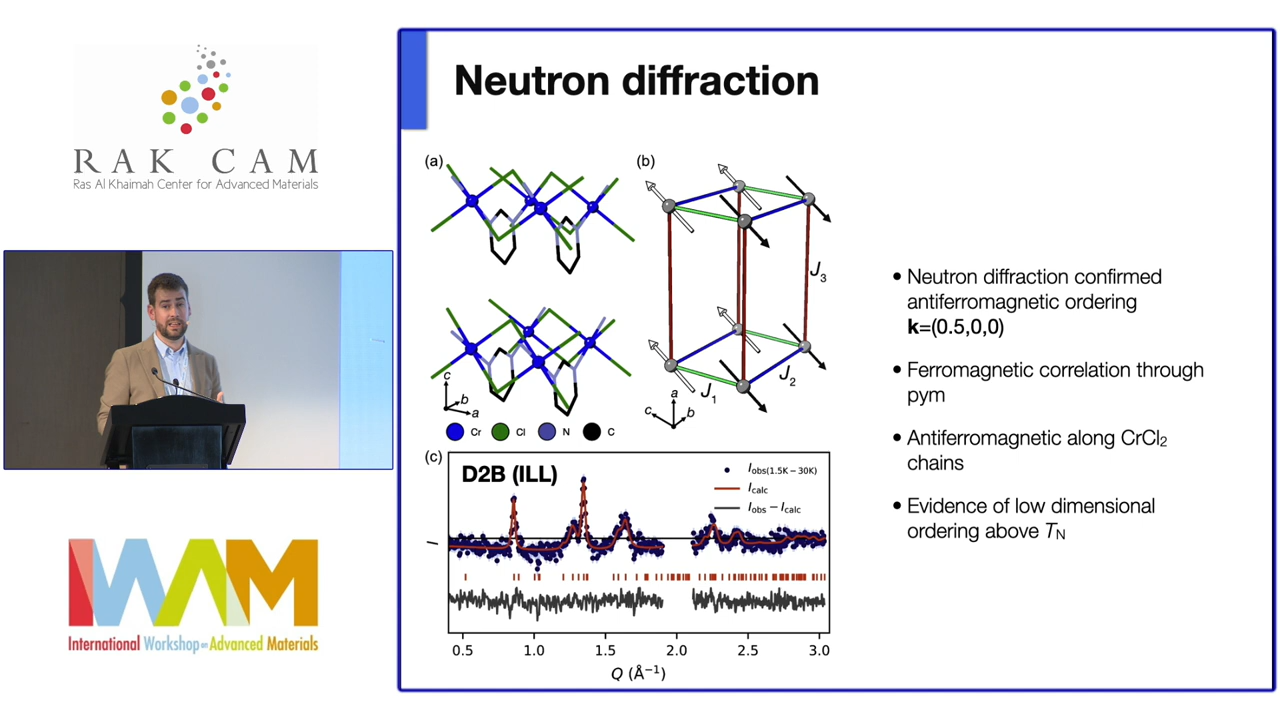 RAK CAM
Ras Al Khaimah Center for Advanced Materials
IWAM
International Workshop on Advanced Materials
Neutron diffraction
(a)
(b)
J3
J2
J1
c
b
a
a
c
b
Cr
Cl
N
C
(c)
D2B (ILL)
Iobs(1.5K − 30K)
Icalc
Iobs − Icalc
I
0.5
1.0
1.5
2.0
2.5
3.0
Q (Å⁻¹)
• Neutron diffraction confirmed
antiferromagnetic ordering
k=(0.5,0,0)
• Ferromagnetic correlation through
pym
• Antiferromagnetic along CrCl₂
chains
• Evidence of low dimensional
ordering above TN